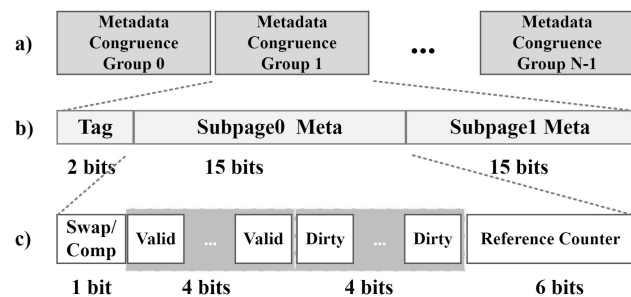 a)
Metadata
Congruence
Group 0
Metadata
Congruence
Group 1
...
Metadata
Congruence
Group N-1
b)
Tag
Subpage0 Meta
Subpage1 Meta
2 bits
15 bits
15 bits
c)
Swap/
Comp
Valid
...
Valid
Dirty
...
Dirty
Reference Counter
1 bit
4 bits
4 bits
6 bits